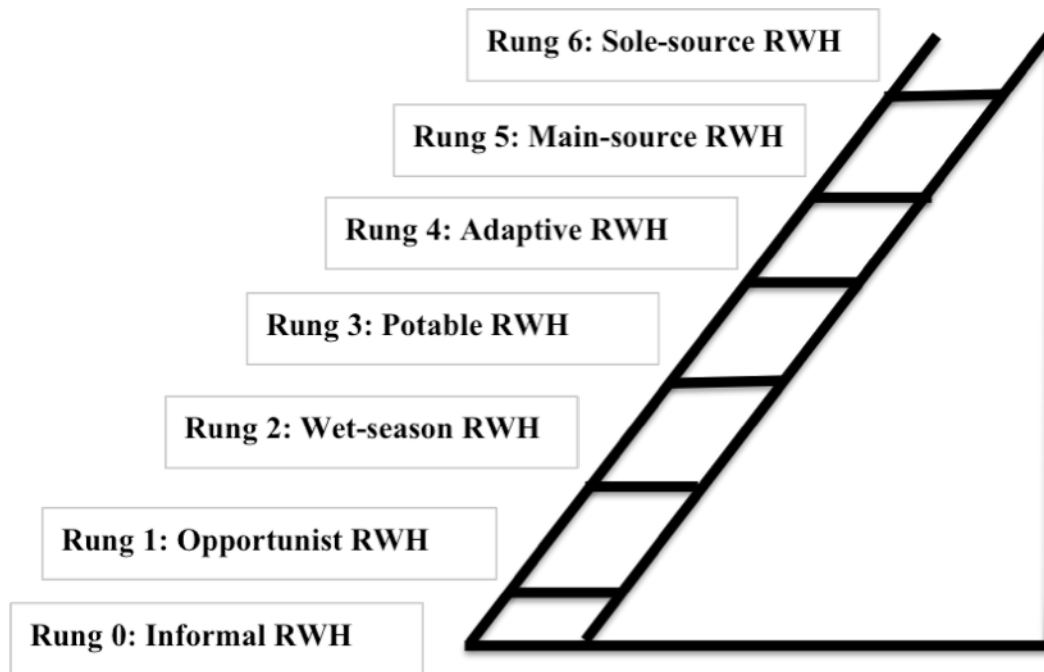 Rung 6: Sole-source RWH
Rung 5: Main-source RWH
Rung 4: Adaptive RWH
Rung 3: Potable RWH
Rung 2: Wet-season RWH
Rung 1: Opportunist RWH
Rung 0: Informal RWH